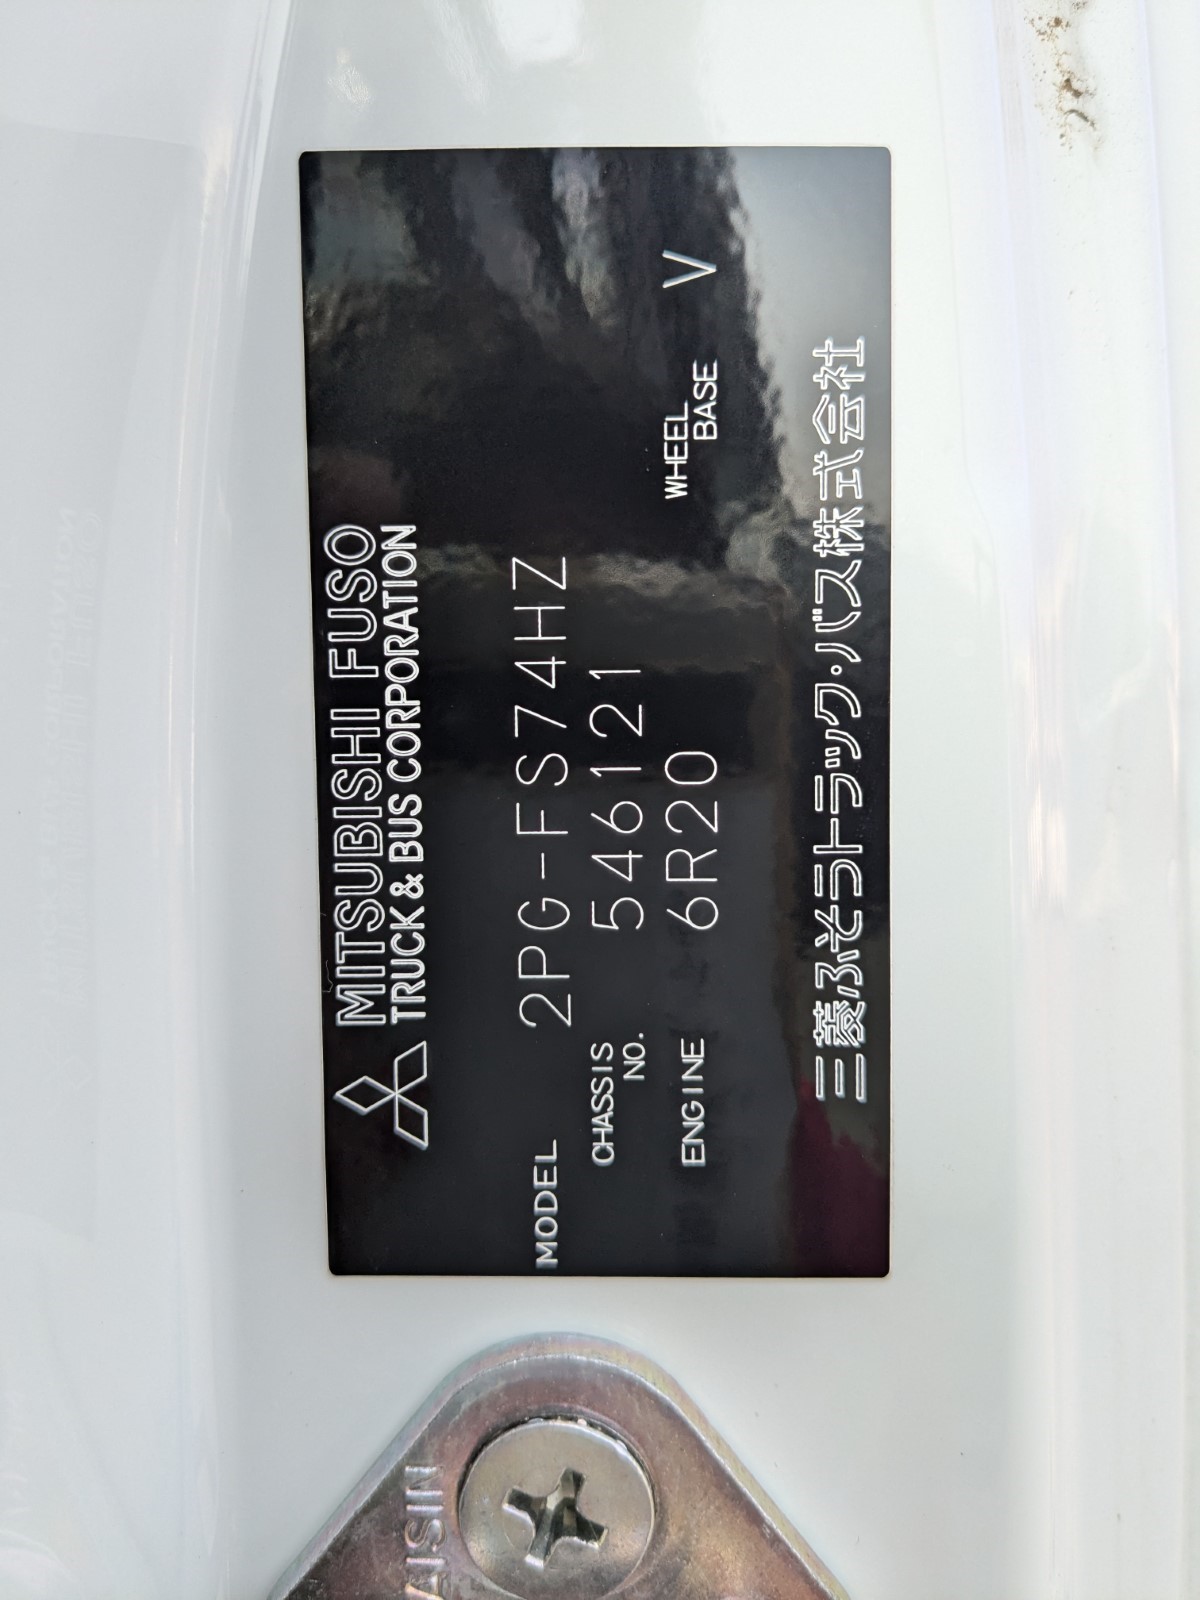 MITSUBISHI FUSO
TRUCK & BUS CORPORATION
MODEL 2PG-FS74HZ
CHASSIS NO. 546121
ENGINE 6R20
WHEEL BASE V
三菱ふそうトラック・バス株式会社
AISIN